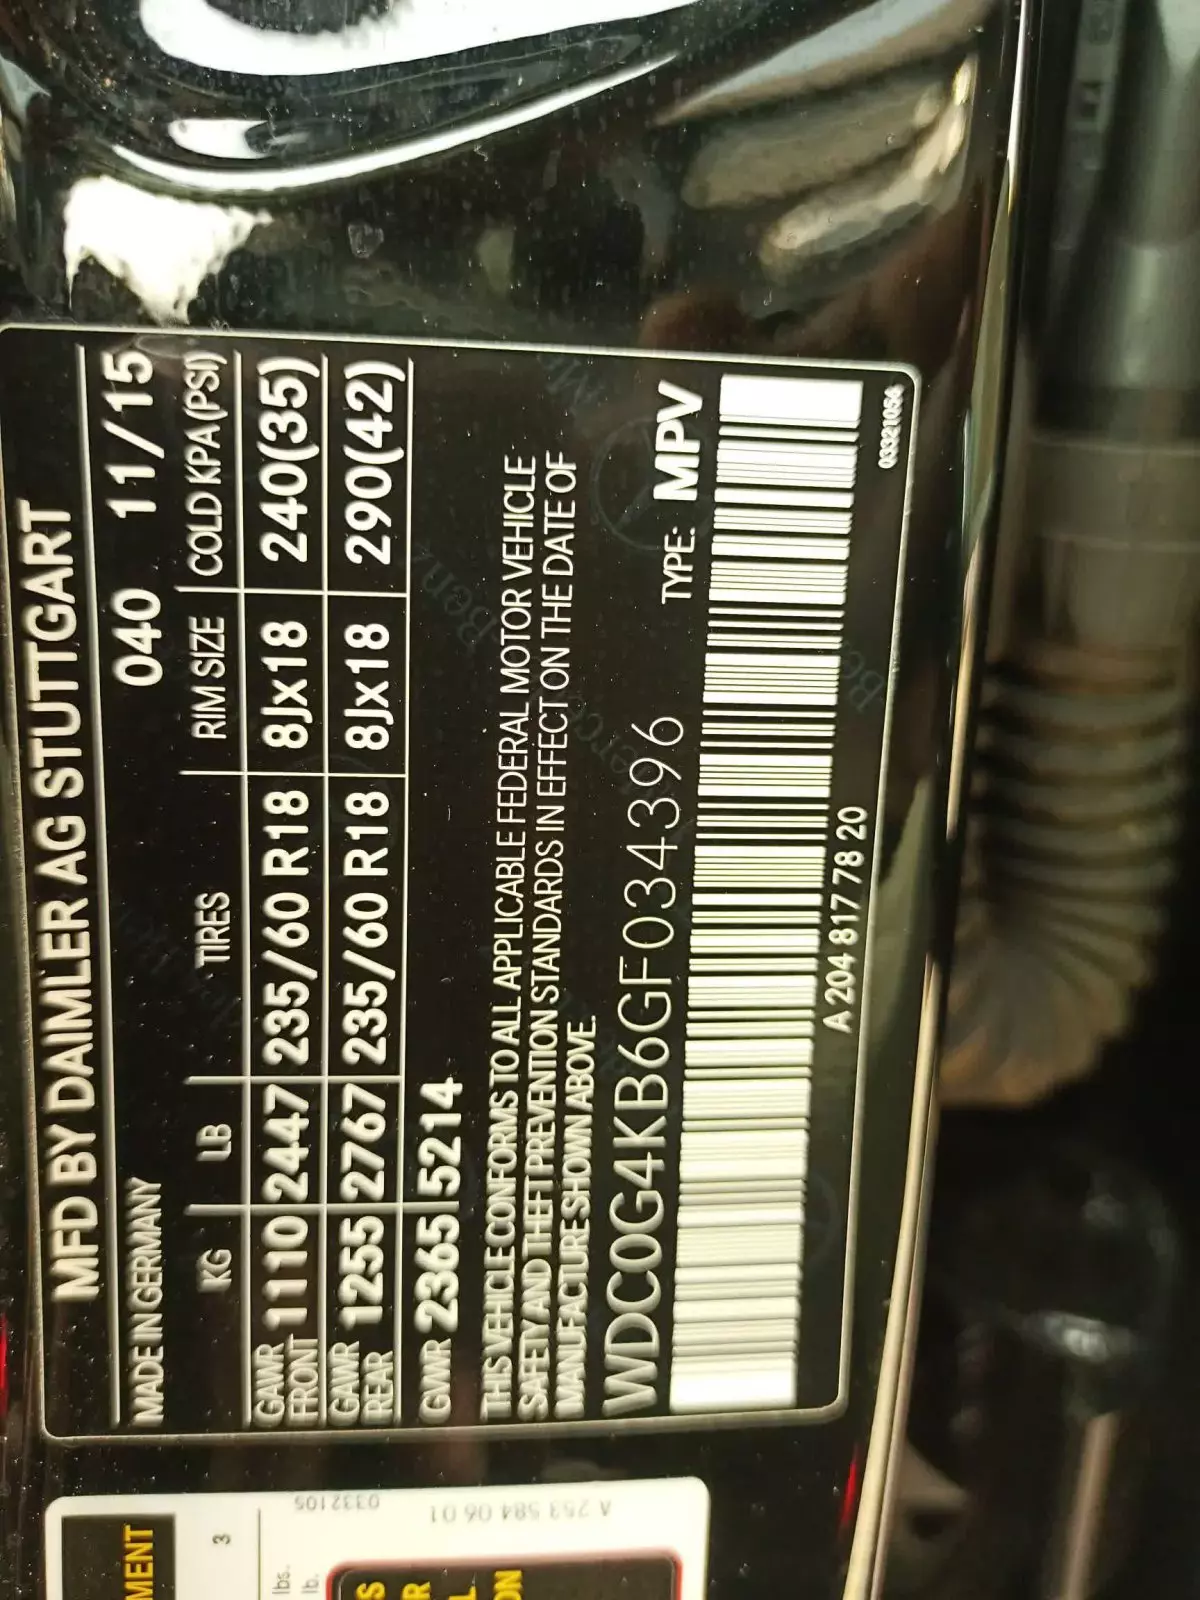 MFD BY DAIMLER AG STUTTGART
MADE IN GERMANY 040 11/15
KG LB TIRES RIM SIZE COLD KPA(PSI)
GAWR FRONT 1110 2447 235/60 R18 8Jx18 240(35)
GAWR REAR 1255 2767 235/60 R18 8Jx18 290(42)
GWR 2365 5214
THIS VEHICLE CONFORMS TO ALL APPLICABLE FEDERAL MOTOR VEHICLE
SAFETY AND THEFT PREVENTION STANDARDS IN EFFECT ON THE DATE OF
MANUFACTURE SHOWN ABOVE.
TYPE: MPV
WDC0G4KB6GF034396
A 204 817 78 20
03321054
0332105
A 253 584 06 01
MENT
3
lbs.
lb.
S
R
L
ON